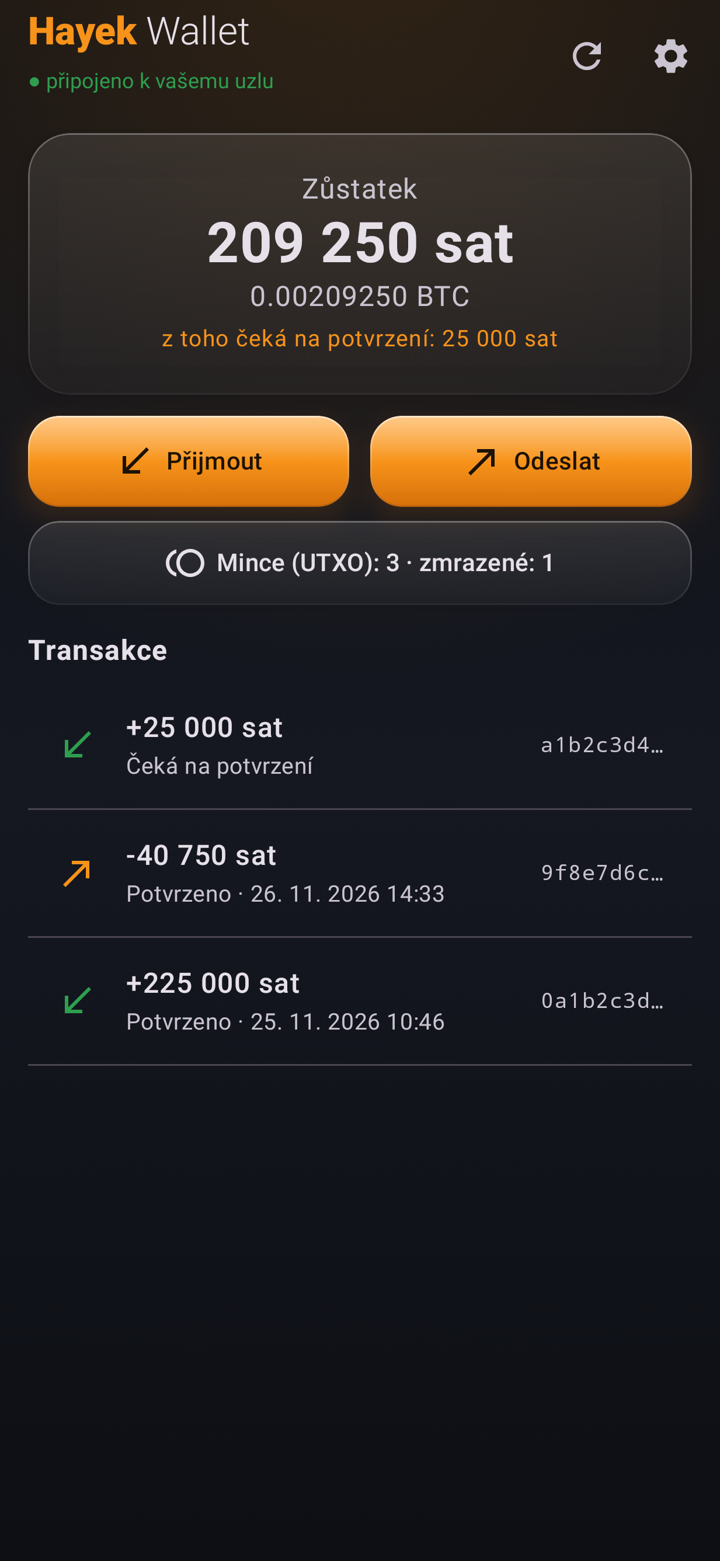 Hayek Wallet
● připojeno k vašemu uzlu
Zůstatek
209 250 sat
0.00209250 BTC
z toho čeká na potvrzení: 25 000 sat
Přijmout
Odeslat
Mince (UTXO): 3 · zmrazené: 1
Transakce
+25 000 sat
Čeká na potvrzení
a1b2c3d4…
-40 750 sat
Potvrzeno · 26. 11. 2026 14:33
9f8e7d6c…
+225 000 sat
Potvrzeno · 25. 11. 2026 10:46
0a1b2c3d…